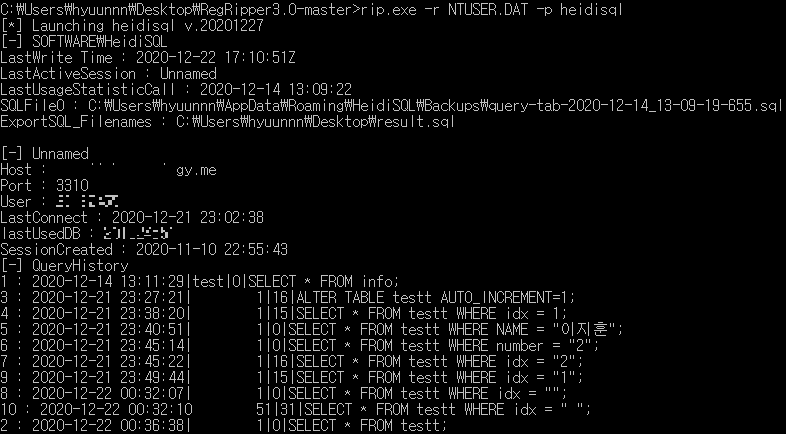 C:₩Users₩hyuunnn₩Desktop₩RegRipper3.0-master>rip.exe -r NTUSER.DAT -p heidisql
[*] Launching heidisql v.20201227
[-] SOFTWARE₩HeidiSQL
LastWrite Time : 2020-12-22 17:10:51Z
LastActiveSession : Unnamed
LastUsageStatisticCall : 2020-12-14 13:09:22
SQLFile0 : C:₩Users₩hyuunnn₩AppData₩Roaming₩HeidiSQL₩Backups₩query-tab-2020-12-14_13-09-19-655.sql
ExportSQL_Filenames : C:₩Users₩hyuunnn₩Desktop₩result.sql
[-] Unnamed
Host : gy.me
Port : 3310
User :
LastConnect : 2020-12-21 23:02:38
lastUsedDB :
SessionCreated : 2020-11-10 22:55:43
[-] QueryHistory
1 : 2020-12-14 13:11:29|test|0|SELECT * FROM info;
3 : 2020-12-21 23:27:21| 1|16|ALTER TABLE testt AUTO_INCREMENT=1;
4 : 2020-12-21 23:38:20| 1|15|SELECT * FROM testt WHERE idx = 1;
5 : 2020-12-21 23:40:51| 1|0|SELECT * FROM testt WHERE NAME = "이지훈";
6 : 2020-12-21 23:45:14| 1|0|SELECT * FROM testt WHERE number = "2";
7 : 2020-12-21 23:45:22| 1|16|SELECT * FROM testt WHERE idx = "2";
9 : 2020-12-21 23:49:44| 1|15|SELECT * FROM testt WHERE idx = "1";
8 : 2020-12-22 00:32:07| 1|0|SELECT * FROM testt WHERE idx = "";
10 : 2020-12-22 00:32:10 51|31|SELECT * FROM testt WHERE idx = " ";
2 : 2020-12-22 00:36:38| 1|0|SELECT * FROM testt;